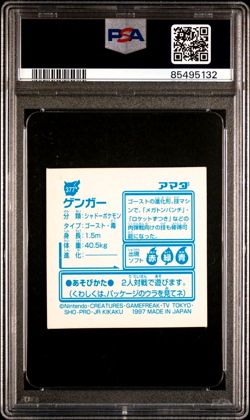 PSA
85495132
377
アマダ
ゲンガー
分　類：シャドーポケモン
タイプ：ゴースト・毒
身　長：1.5m
体　重：40.5kg
進　化：————
ゴーストの進化形。技マシ
ンで、「メガトンパンチ」・
「ロケットずつき」などの
肉弾戦向けの技も修得可
能になった。
出現
ソフト
赤 緑 青
●あそびかた● 2人対戦で遊びます。
(くわしくは、パッケージのウラを見てネ)
©Nintendo･CREATURES･GAMEFREAK･TV TOKYO･
SHO-PRO･JR KIKAKU 1997 MADE IN JAPAN